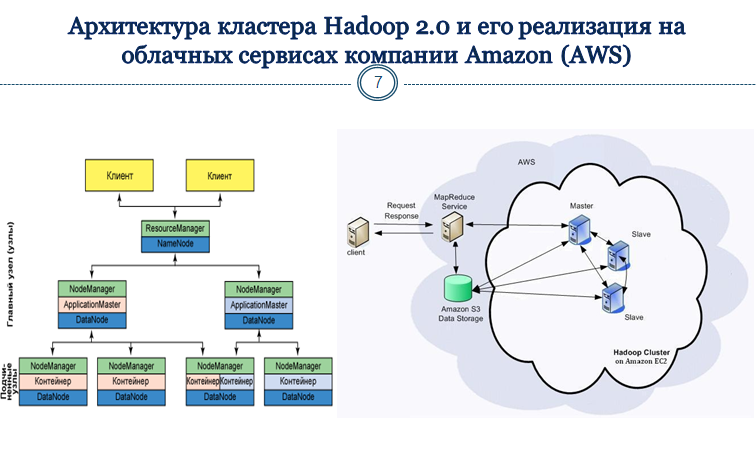 Архитектура кластера Hadoop 2.0 и его реализация на
облачных сервисах компании Amazon (AWS)
7
Клиент
Клиент
ResourceManager
NameNode
NodeManager
ApplicationMaster
DataNode
NodeManager
ApplicationMaster
DataNode
NodeManager
Контейнер
DataNode
NodeManager
Контейнер
DataNode
NodeManager
Контейнер Контейнер
DataNode
NodeManager
Контейнер
DataNode
Главный узел (узлы)
Подчи-
ненные
узлы
AWS
MapReduce
Service
Request
Response
client
Master
Slave
Slave
Amazon S3
Data Storage
Hadoop Cluster
on Amazon EC2